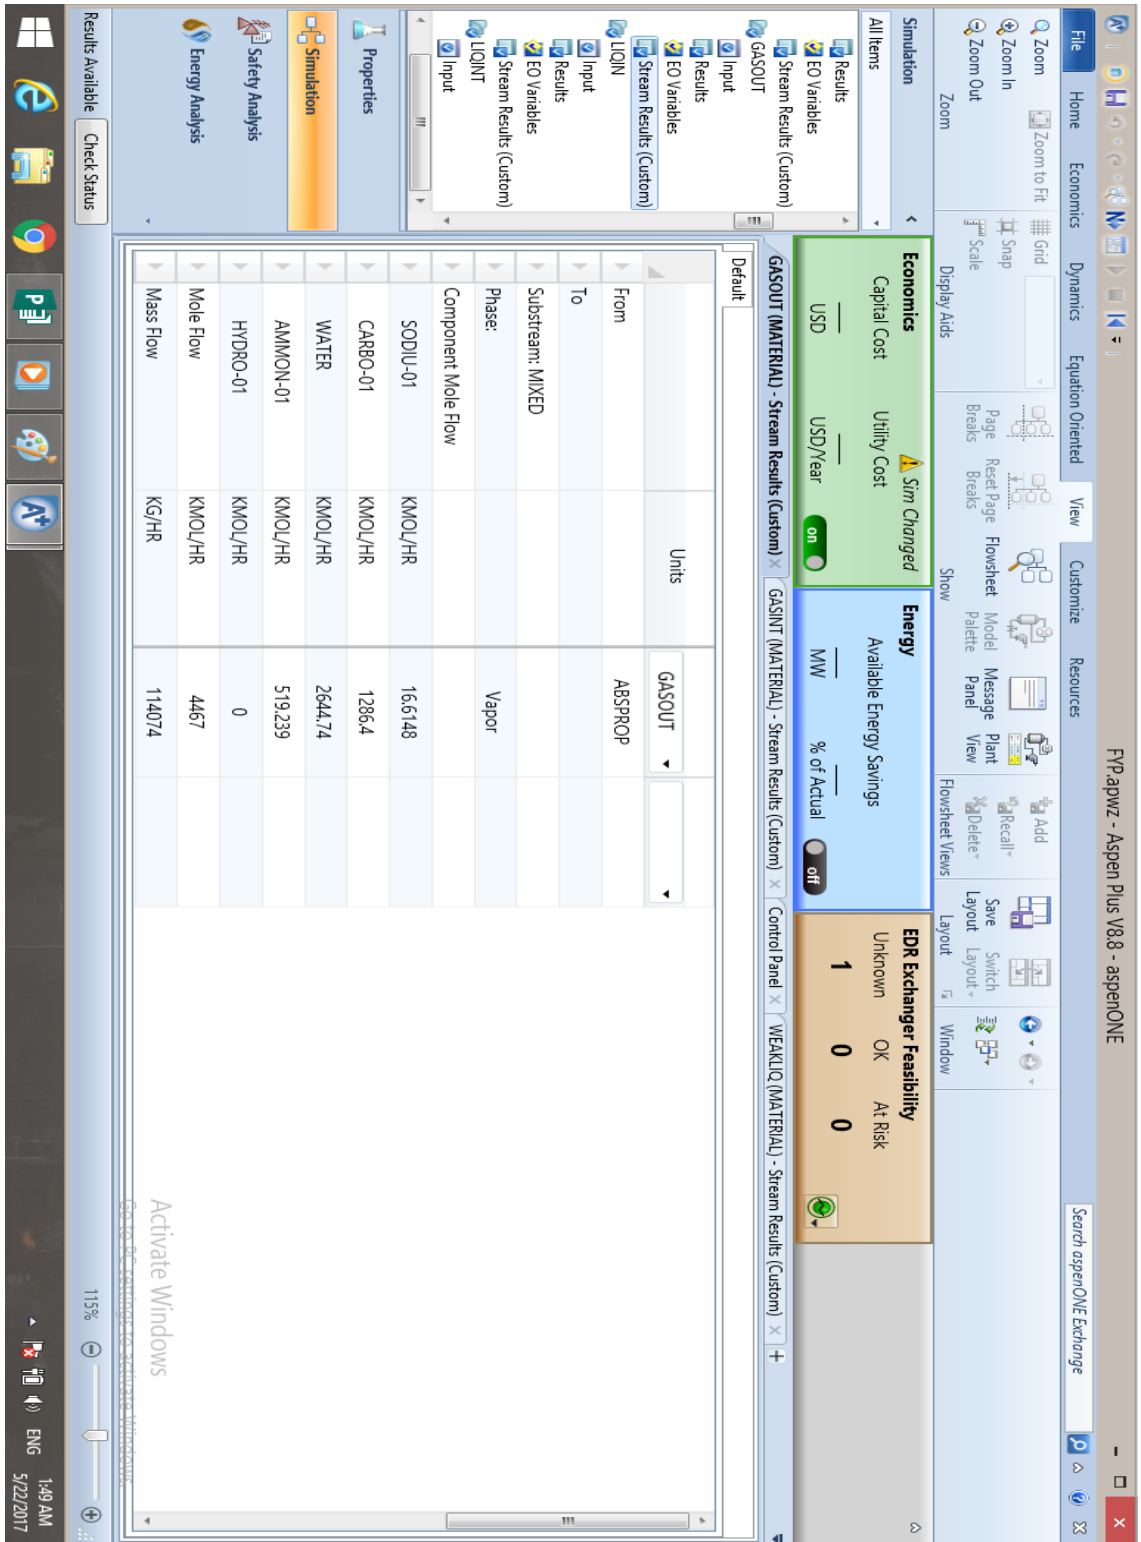 FYP.apwz - Aspen Plus V8.8 - aspenONE
File Home Economics Dynamics Equation Oriented View Customize Resources Search aspenONE Exchange
Zoom
Zoom In
Zoom Out
Zoom to Fit
Zoom
Grid
Snap
Scale
Display Aids
Page Breaks
Reset Page Breaks
Flowsheet
Model Palette
Message Panel
Plant View
Show
Add
Recall
Delete
Flowsheet Views
Save Layout
Switch Layout
Layout
Window
Simulation
All Items
Results
EO Variables
Stream Results (Custom)
GASOUT
Input
Results
EO Variables
Stream Results (Custom)
LIQIN
Input
Results
EO Variables
Stream Results (Custom)
LIQINT
Input
Properties
Simulation
Safety Analysis
Energy Analysis
Economics Sim Changed
Capital Cost Utility Cost
USD USD/Year on
Energy
Available Energy Savings
MW % of Actual off
EDR Exchanger Feasibility
Unknown OK At Risk
1 0 0
GASOUT (MATERIAL) - Stream Results (Custom) GASINT (MATERIAL) - Stream Results (Custom) Control Panel WEAKLIQ (MATERIAL) - Stream Results (Custom)
Default
Units GASOUT
From ABSPROP
To
Substream: MIXED
Phase: Vapor
Component Mole Flow
SODIU-01 KMOL/HR 16.6148
CARBO-01 KMOL/HR 1286.4
WATER KMOL/HR 2644.74
AMMON-01 KMOL/HR 519.239
HYDRO-01 KMOL/HR 0
Mole Flow KMOL/HR 4467
Mass Flow KG/HR 114074
Activate Windows
Go to PC settings to activate Windows.
Results Available Check Status 115%
ENG 1:49 AM
5/22/2017